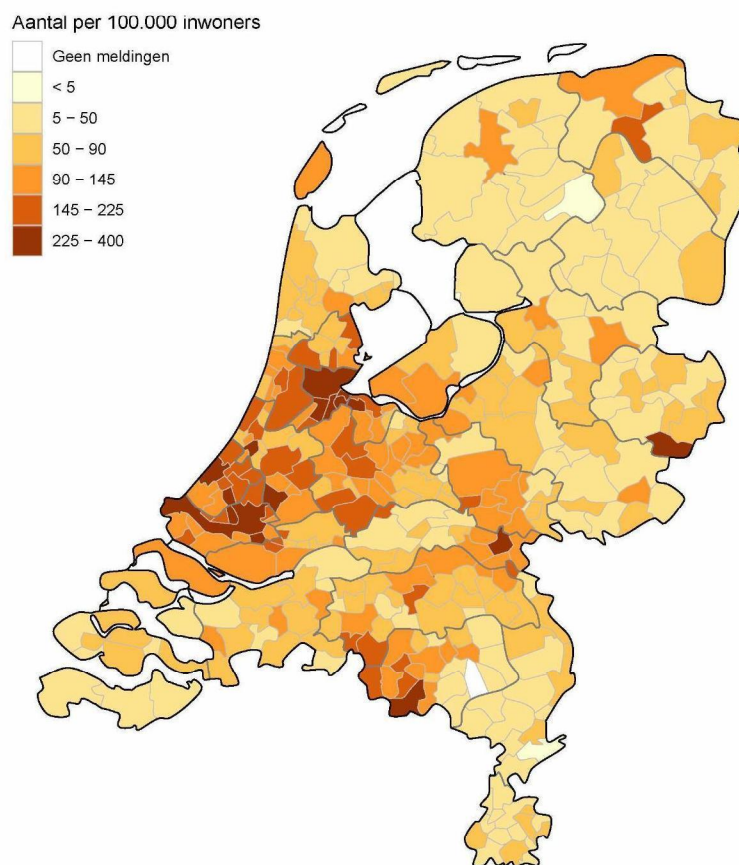 Aantal per 100.000 inwoners
Geen meldingen
< 5
5 – 50
50 – 90
90 – 145
145 – 225
225 – 400